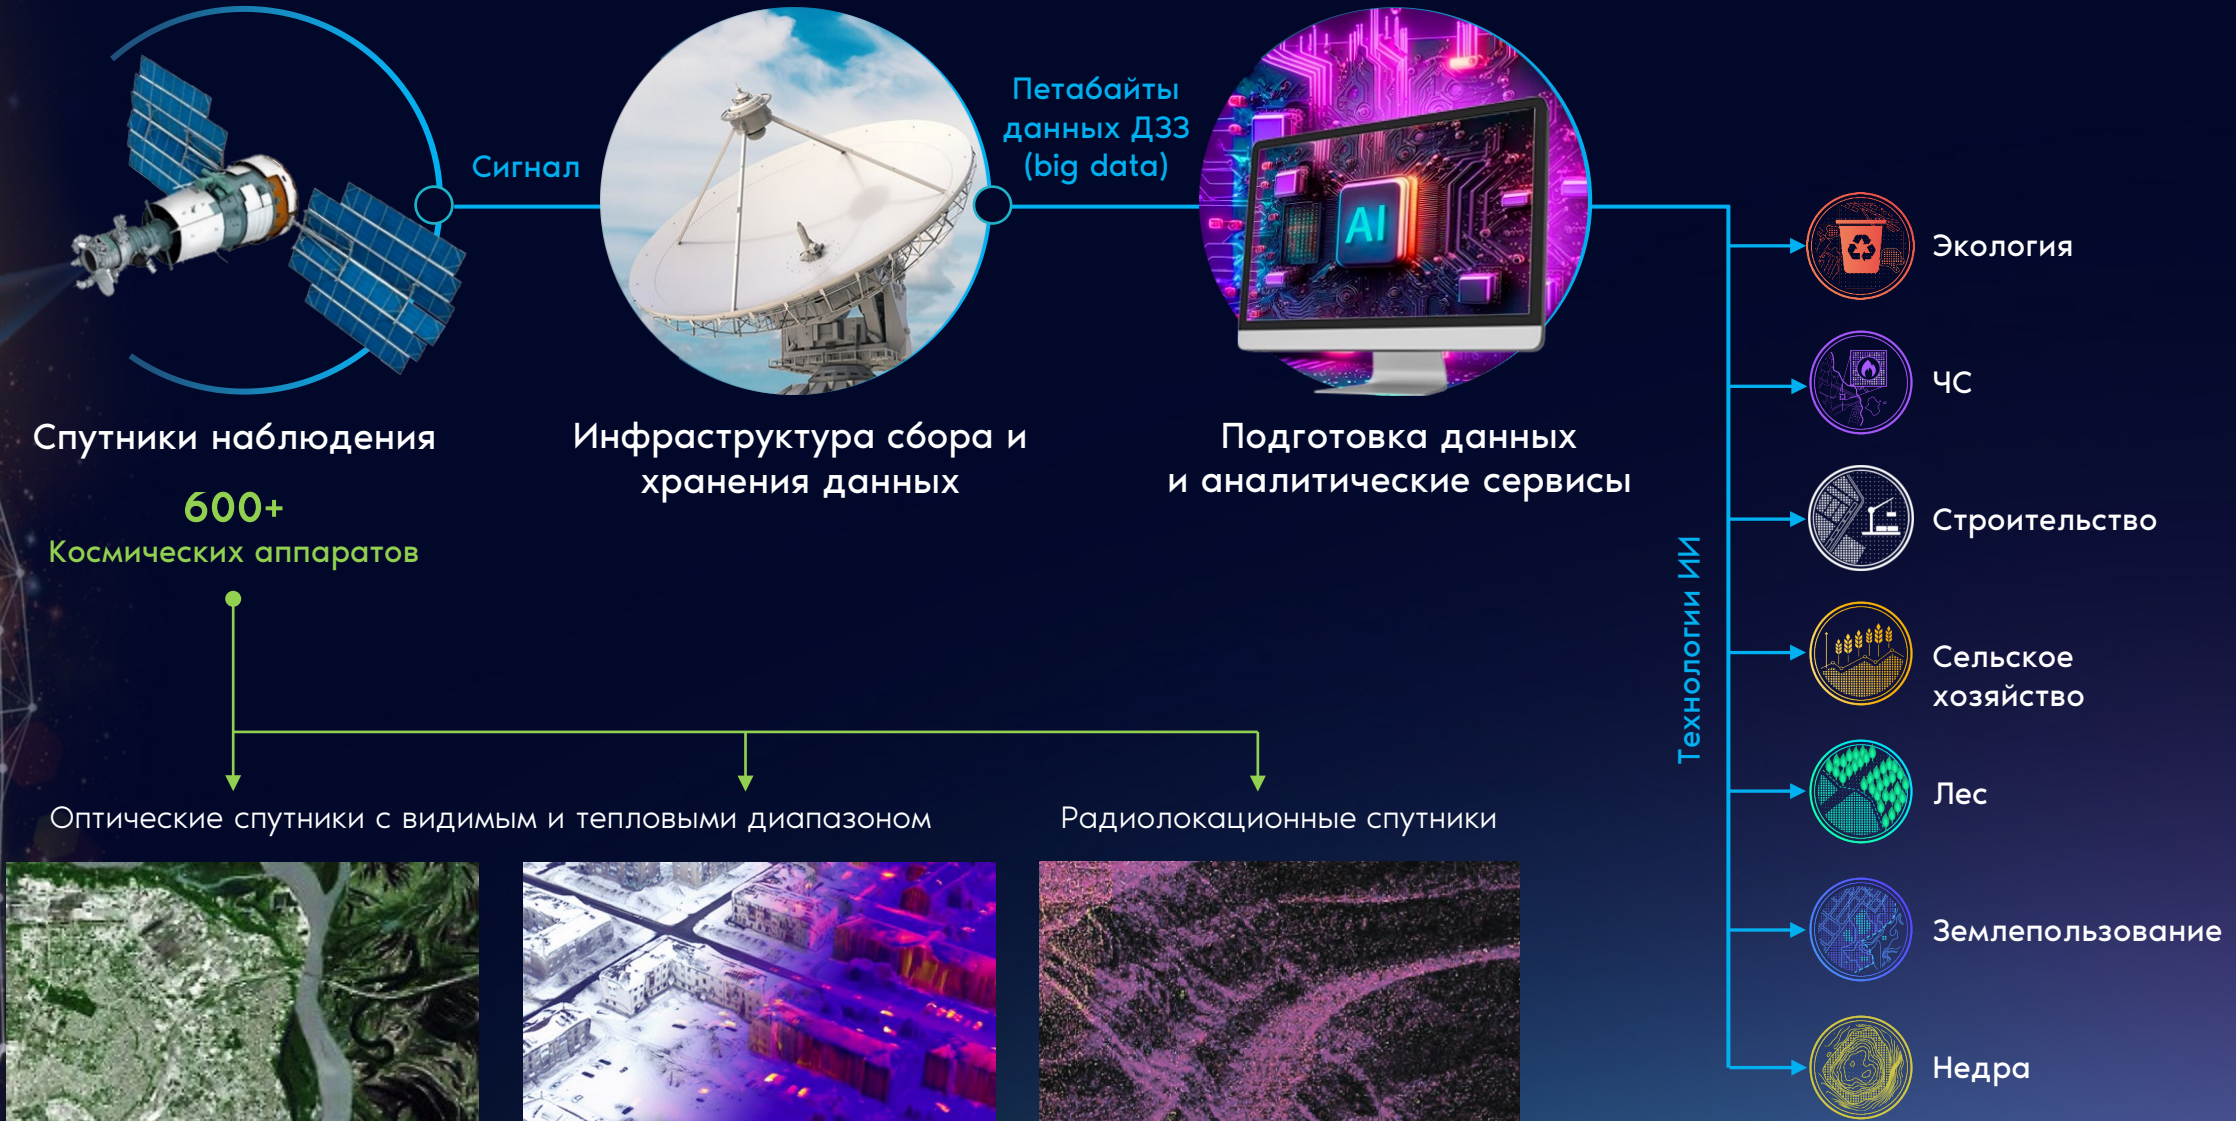 Сигнал
Петабайты
данных ДЗЗ
(big data)
AI
Спутники наблюдения
600+
Космических аппаратов
Инфраструктура сбора и
хранения данных
Подготовка данных
и аналитические сервисы
Технологии ИИ
Экология
ЧС
Строительство
Сельское
хозяйство
Лес
Землепользование
Недра
Оптические спутники с видимым и тепловыми диапазоном
Радиолокационные спутники